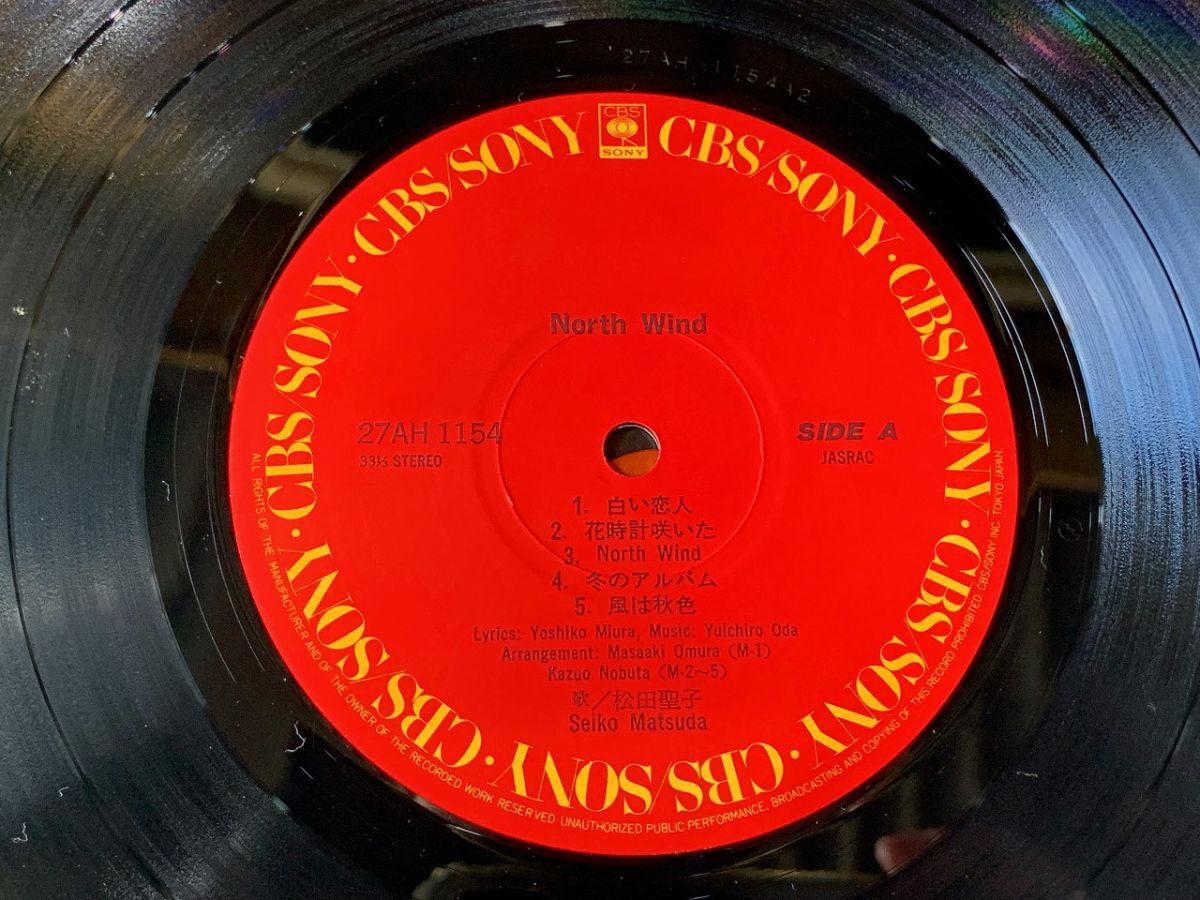 27AH 1154A2
CBS
SONY
CBS/SONY · CBS/SONY · CBS/SONY · CBS/SONY · CBS/SONY · CBS/SONY · CBS/SONY · CBS/SONY
North Wind
27AH 1154
33⅓ STEREO
SIDE A
JASRAC
1. 白い恋人
2. 花時計咲いた
3. North Wind
4. 冬のアルバム
5. 風は秋色
Lyrics: Yoshiko Miura, Music: Yuichiro Oda
Arrangement: Masaaki Omura (M-1)
Kazuo Nobuta (M-2~5)
歌／松田聖子
Seiko Matsuda
ALL RIGHTS OF THE MANUFACTURER AND OF THE OWNER OF THE RECORDED WORK RESERVED. UNAUTHORIZED PUBLIC PERFORMANCE, BROADCASTING AND COPYING OF THIS RECORD PROHIBITED. CBS/SONY INC. TOKYO JAPAN.